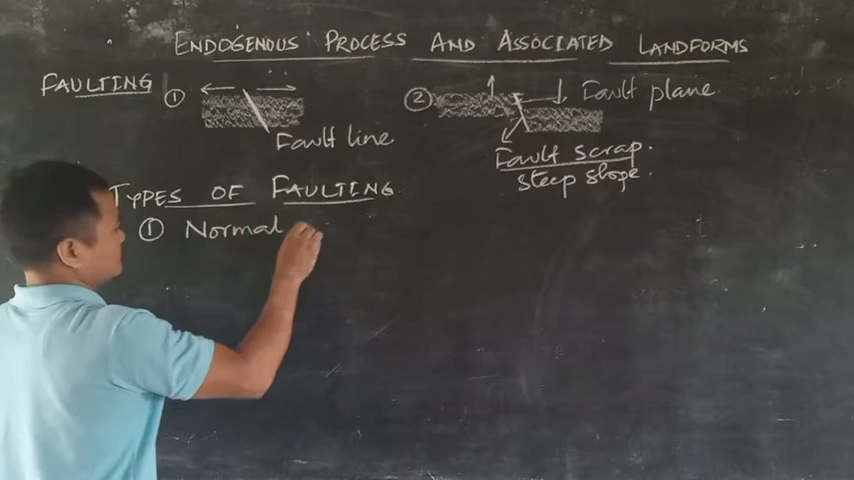 ENDOGENOUS PROCESS AND ASSOCIATED LANDFORMS
FAULTING ①
Fault line
② Fault plane
Fault scrap.
steep slope.
TYPES OF FAULTING
① Normal